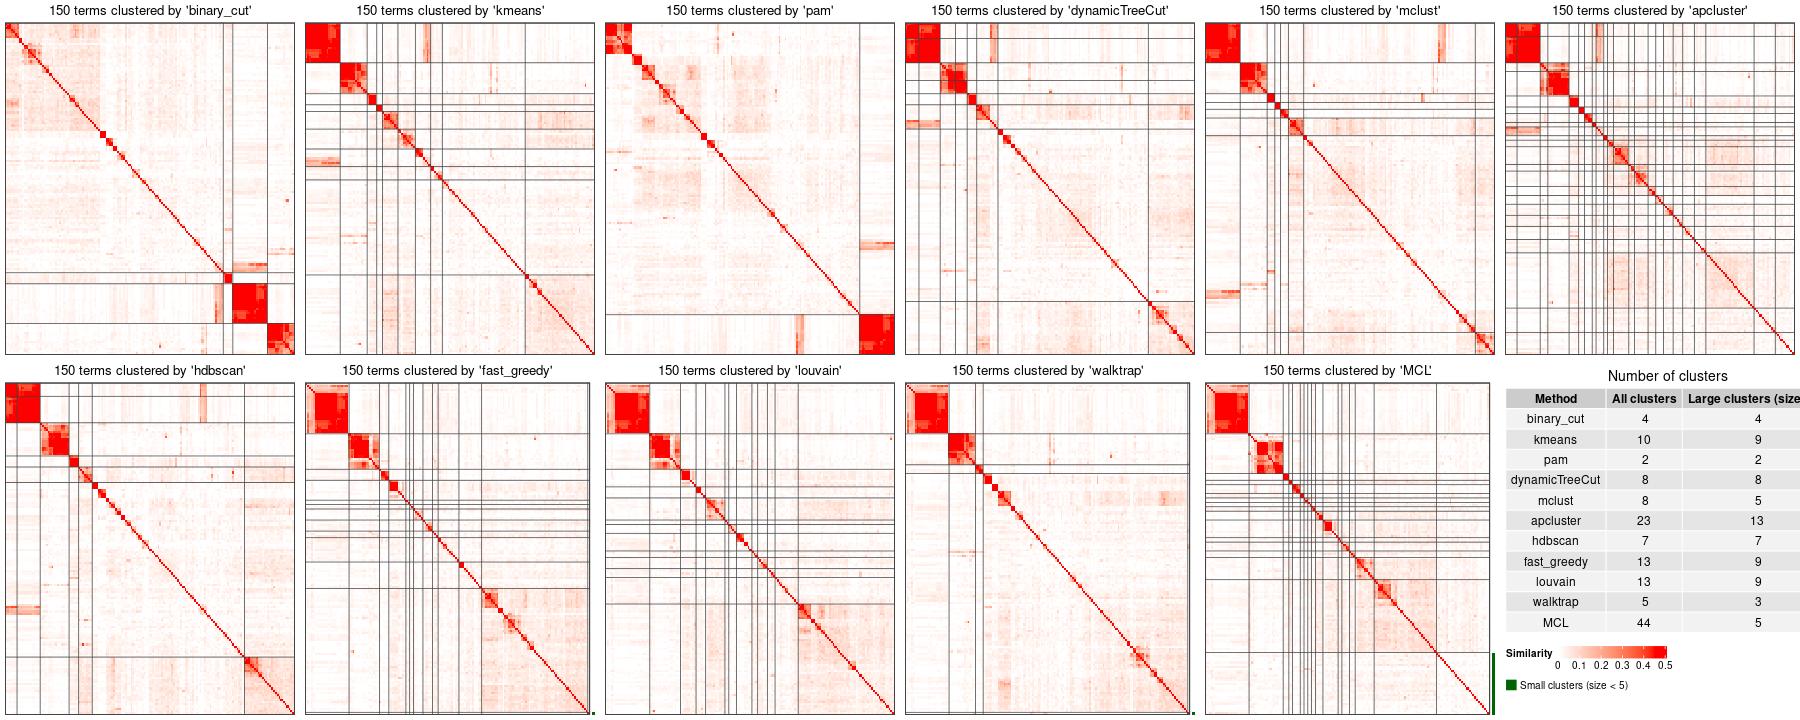 150 terms clustered by 'binary_cut'
150 terms clustered by 'kmeans'
150 terms clustered by 'pam'
150 terms clustered by 'dynamicTreeCut'
150 terms clustered by 'mclust'
150 terms clustered by 'apcluster'
150 terms clustered by 'hdbscan'
150 terms clustered by 'fast_greedy'
150 terms clustered by 'louvain'
150 terms clustered by 'walktrap'
150 terms clustered by 'MCL'
Number of clusters
Method All clusters Large clusters (size
binary_cut 4 4
kmeans 10 9
pam 2 2
dynamicTreeCut 8 8
mclust 8 5
apcluster 23 13
hdbscan 7 7
fast_greedy 13 9
louvain 13 9
walktrap 5 3
MCL 44 5
Similarity
0 0.1 0.2 0.3 0.4 0.5
Small clusters (size < 5)